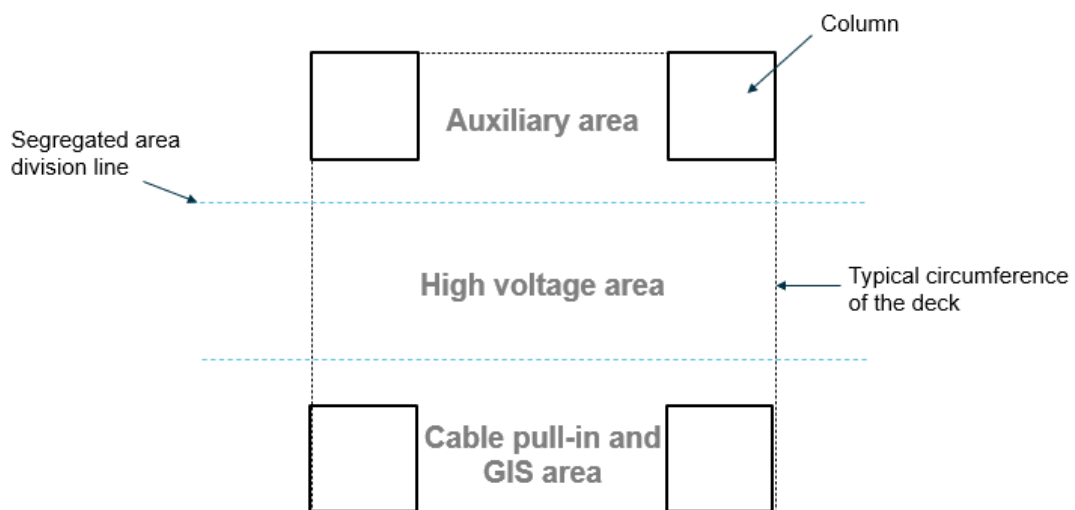 Column
Auxiliary area
Segregated area
division line
High voltage area
Typical circumference
of the deck
Cable pull-in and
GIS area